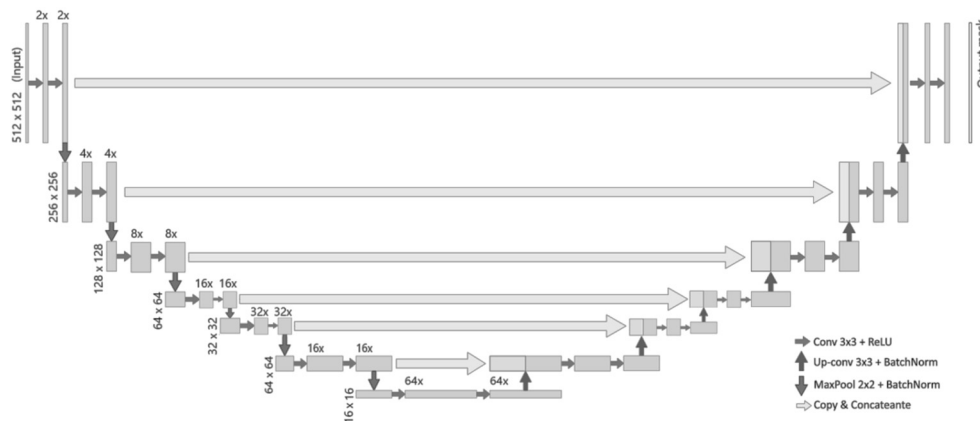 2x 2x
512 x 512 (Input)
4x 4x
256 x 256
8x 8x
128 x 128
16x 16x
64 x 64
32x 32x
32 x 32
16x 16x
64 x 64
64x 64x
16 x 16
Conv 3x3 + ReLU
Up-conv 3x3 + BatchNorm
MaxPool 2x2 + BatchNorm
Copy & Concateante